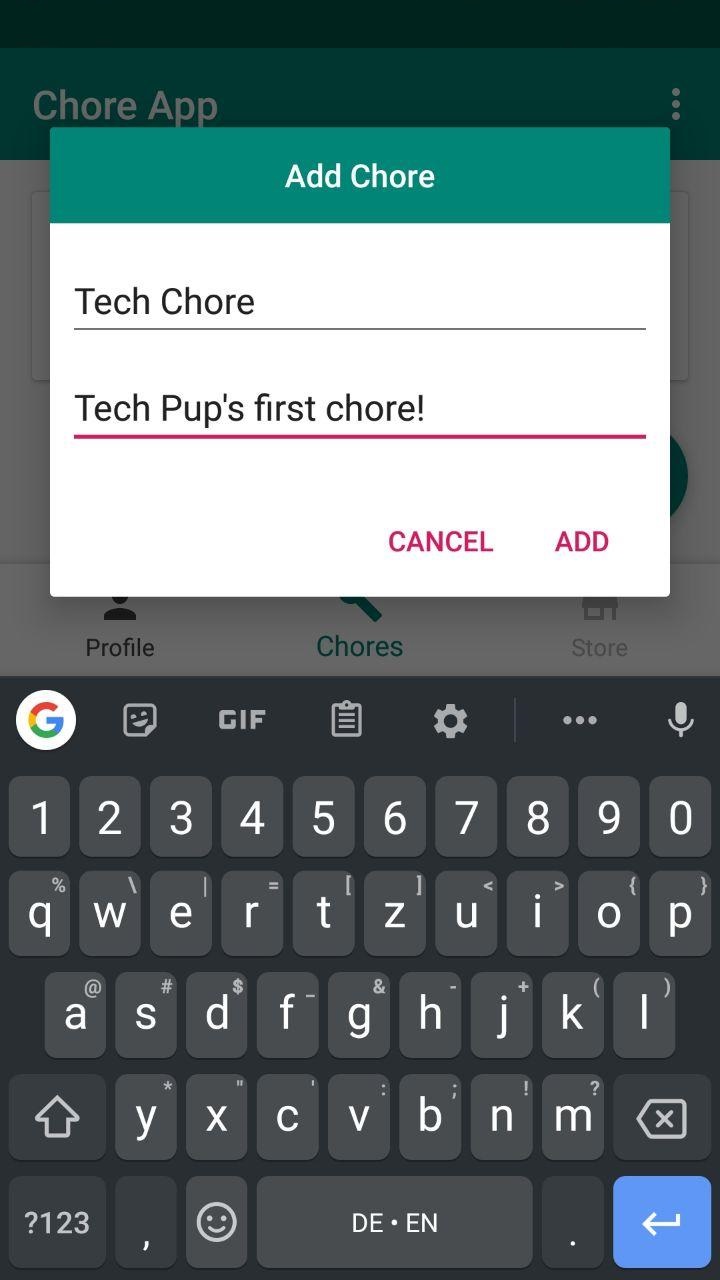 Chore App
Add Chore
Tech Chore
Tech Pup's first chore!
CANCEL ADD
Profile Chores Store
G GIF
1 2 3 4 5 6 7 8 9 0
% \ | = [ ] < > { }
q w e r t z u i o p
@ # $ _ & - + ( )
a s d f g h j k l
* " ' : ; ! ?
y x c v b n m
?123 , DE • EN .